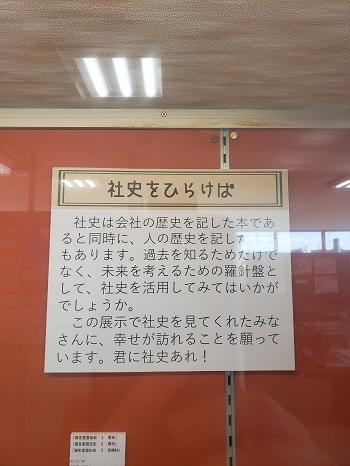 社史をひらけば
社史は会社の歴史を記した本であ
ると同時に、人の歴史を記した
もあります。過去を知るためだけで
なく、未来を考えるための羅針盤と
して、社史を活用してみてはいかが
でしょうか。
この展示で社史を見てくれたみな
さんに、幸せが訪れることを願って
います。君に社史あれ！